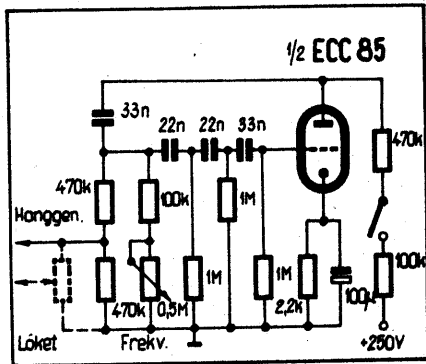 1/2 ECC 85
33n
22n 22n 33n
470k
470k
100k
1M
Hanggen.
100k
470k
0,5M
1M
1M
2,2k
100µ
Löket
Frekv.
+250V